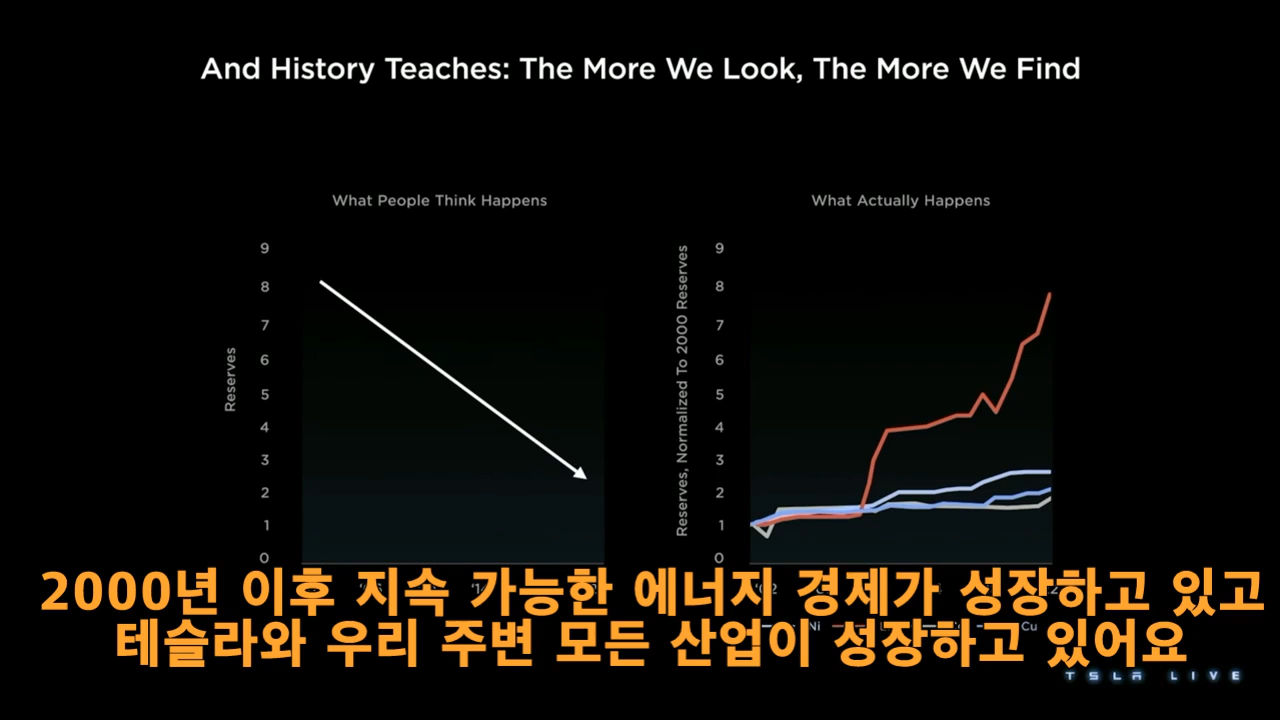 And History Teaches: The More We Look, The More We Find
What People Think Happens
What Actually Happens
Reserves
9
8
7
6
5
4
3
2
1
0
Reserves, Normalized To 2000 Reserves
9
8
7
6
5
4
3
2
1
0
2000년 이후 지속 가능한 에너지 경제가 성장하고 있고
테슬라와 우리 주변 모든 산업이 성장하고 있어요
Ni
Cu
TSLA LIVE